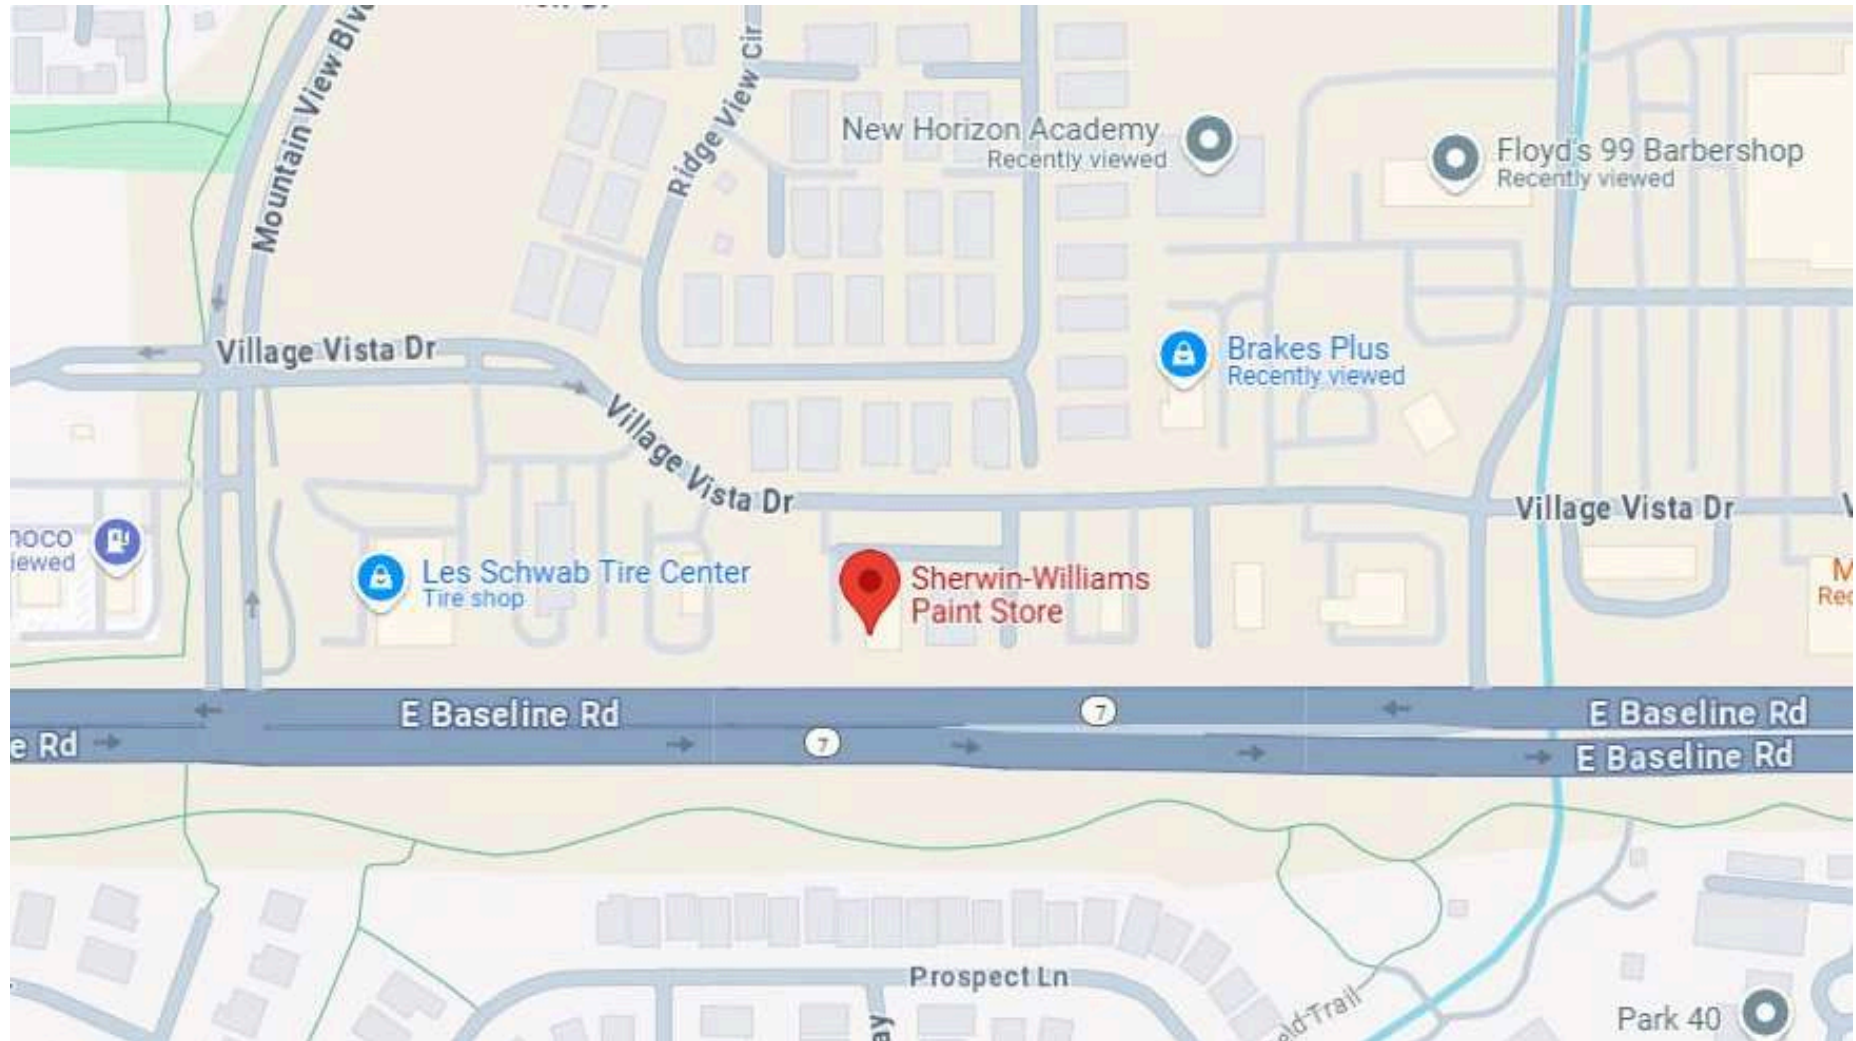 Mountain View Blvd
Ridge View Cir
New Horizon Academy
Recently viewed
Floyd's 99 Barbershop
Recently viewed
Village Vista Dr
Brakes Plus
Recently viewed
Village Vista Dr
Village Vista Dr
Les Schwab Tire Center
Tire shop
Sherwin-Williams
Paint Store
E Baseline Rd
7
E Baseline Rd
e Rd
7
E Baseline Rd
Prospect Ln
Trail
Park 40